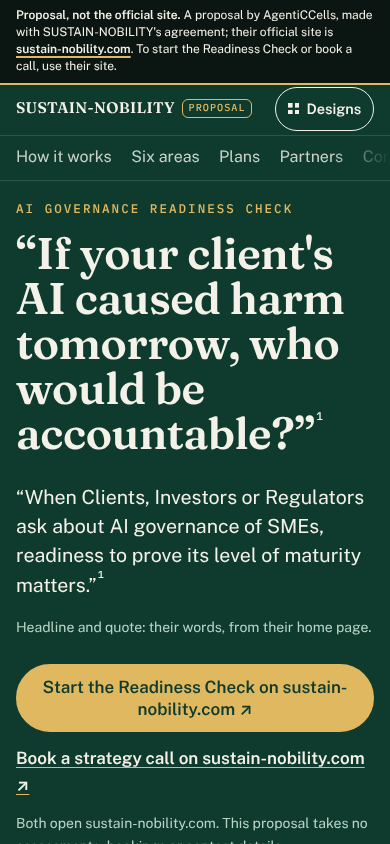 Proposal, not the official site. A proposal by AgentiCCells, made
with SUSTAIN-NOBILITY's agreement; their official site is
sustain-nobility.com. To start the Readiness Check or book a
call, use their site.
SUSTAIN-NOBILITY PROPOSAL Designs
How it works Six areas Plans Partners
AI GOVERNANCE READINESS CHECK
“If your client's
AI caused harm
tomorrow, who
would be
accountable?”¹
“When Clients, Investors or Regulators
ask about AI governance of SMEs,
readiness to prove its level of maturity
matters.”¹
Headline and quote: their words, from their home page.
Start the Readiness Check on sustain-
nobility.com ↗
Book a strategy call on sustain-nobility.com
↗
Both open sustain-nobility.com. This proposal takes no